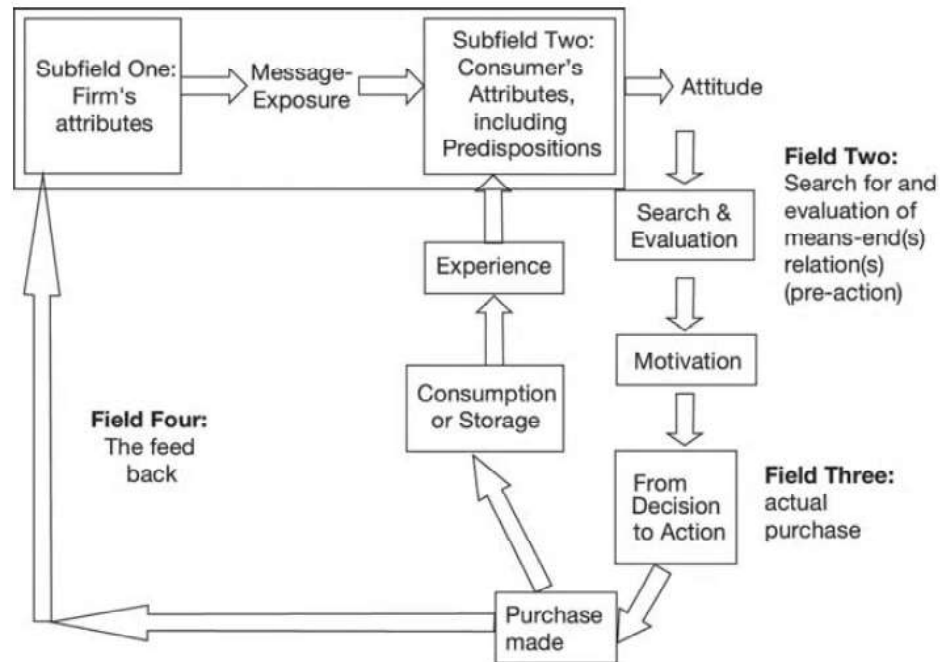 Subfield One:
Firm's
attributes
Message-
Exposure
Subfield Two:
Consumer's
Attributes,
including
Predispositions
Attitude
Search &
Evaluation
Field Two:
Search for and
evaluation of
means-end(s)
relation(s)
(pre-action)
Experience
Motivation
Consumption
or Storage
Field Four:
The feed
back
From
Decision
to Action
Field Three:
actual
purchase
Purchase
made